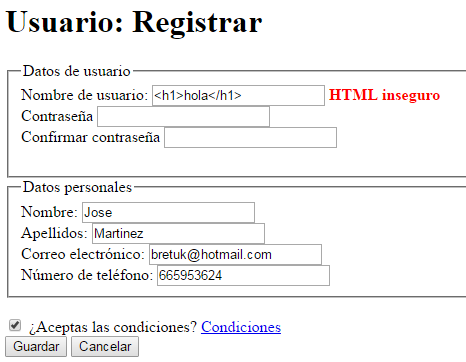 Usuario: Registrar
Datos de usuario
Nombre de usuario: <h1>hola</h1> HTML inseguro
Contraseña
Confirmar contraseña
Datos personales
Nombre: Jose
Apellidos: Martinez
Correo electrónico: bretuk@hotmail.com
Número de teléfono: 665953624
¿Aceptas las condiciones? Condiciones
Guardar Cancelar